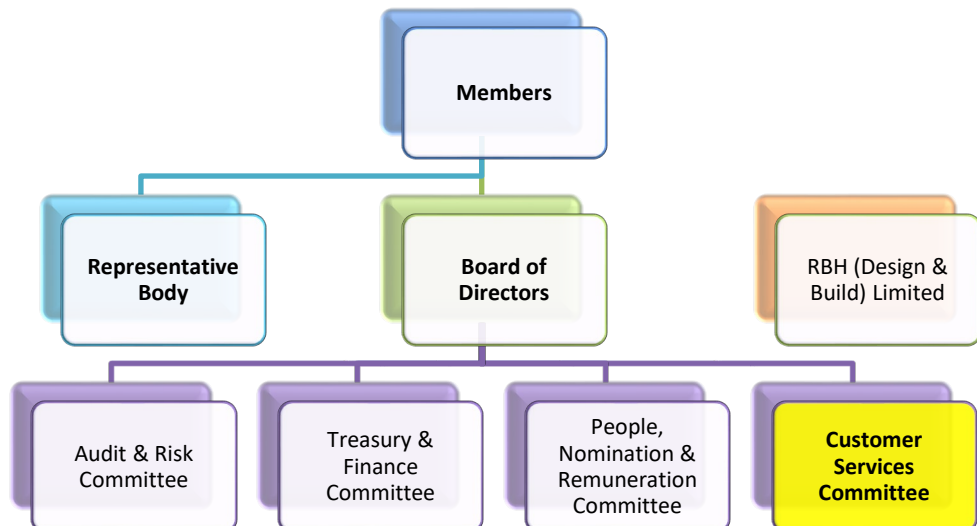 Members
Representative
Body
Board of
Directors
RBH (Design &
Build) Limited
Audit & Risk
Committee
Treasury &
Finance
Committee
People,
Nomination &
Remuneration
Committee
Customer
Services
Committee